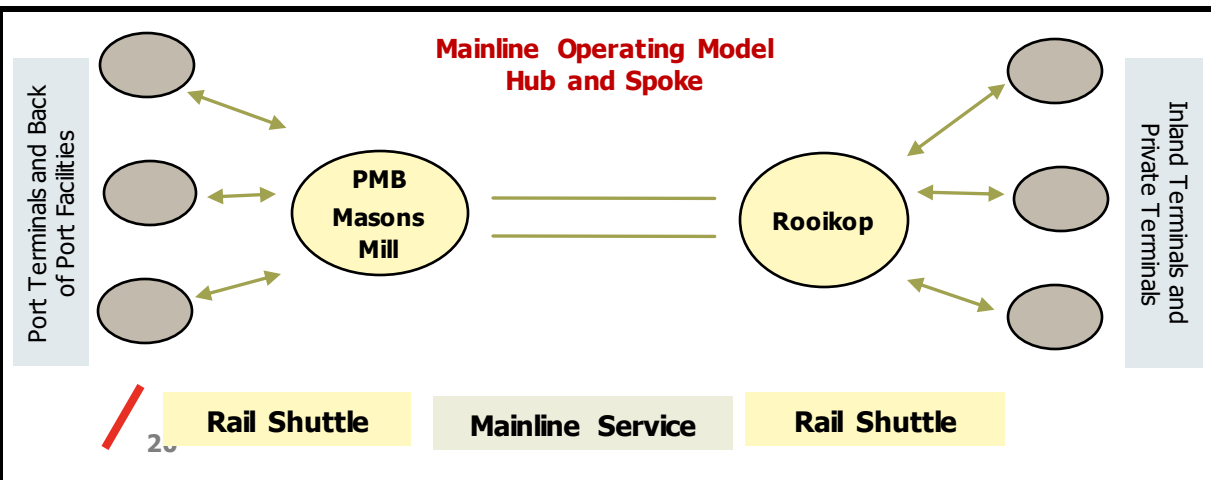 Mainline Operating Model
Hub and Spoke
Port Terminals and Back
of Port Facilities
PMB
Masons
Mill
Rooikop
Inland Terminals and
Private Terminals
Rail Shuttle
Mainline Service
Rail Shuttle